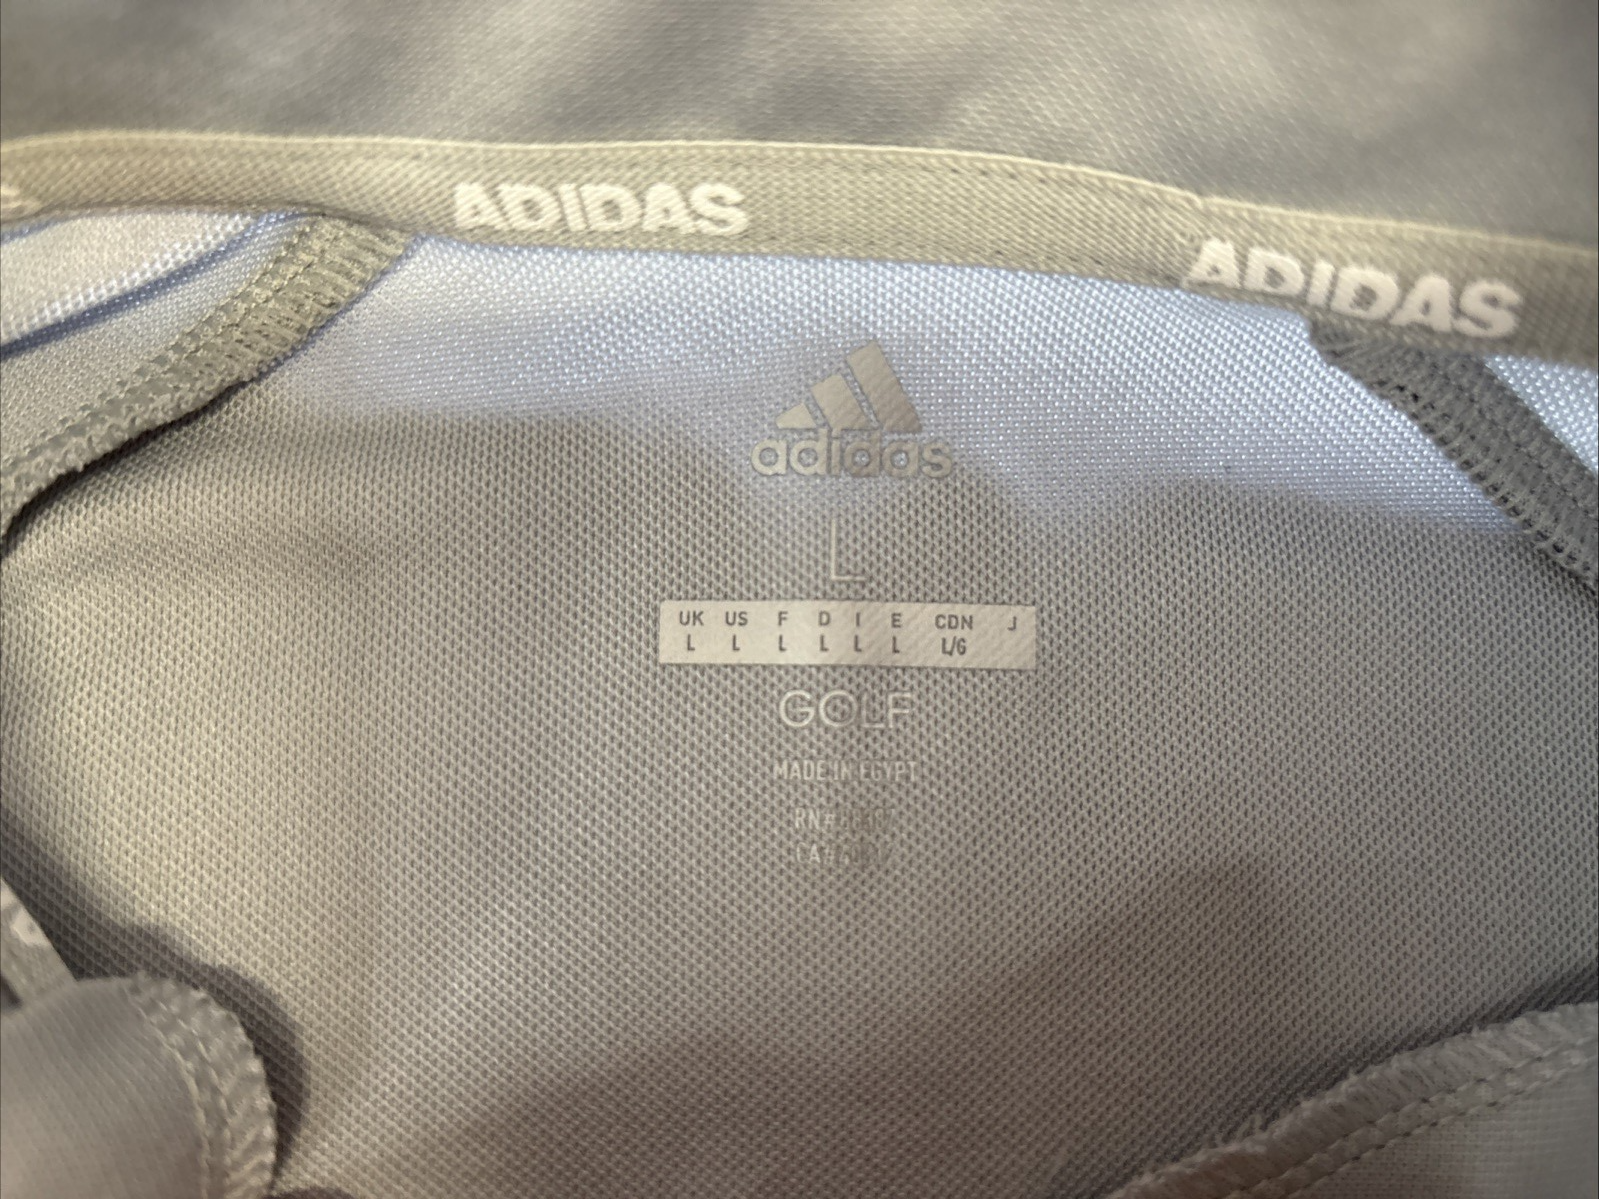 ADIDAS ADIDAS
adidas
L
UK US F D I E CDN J
L L L L L L L/G
GOLF
MADE IN EGYPT